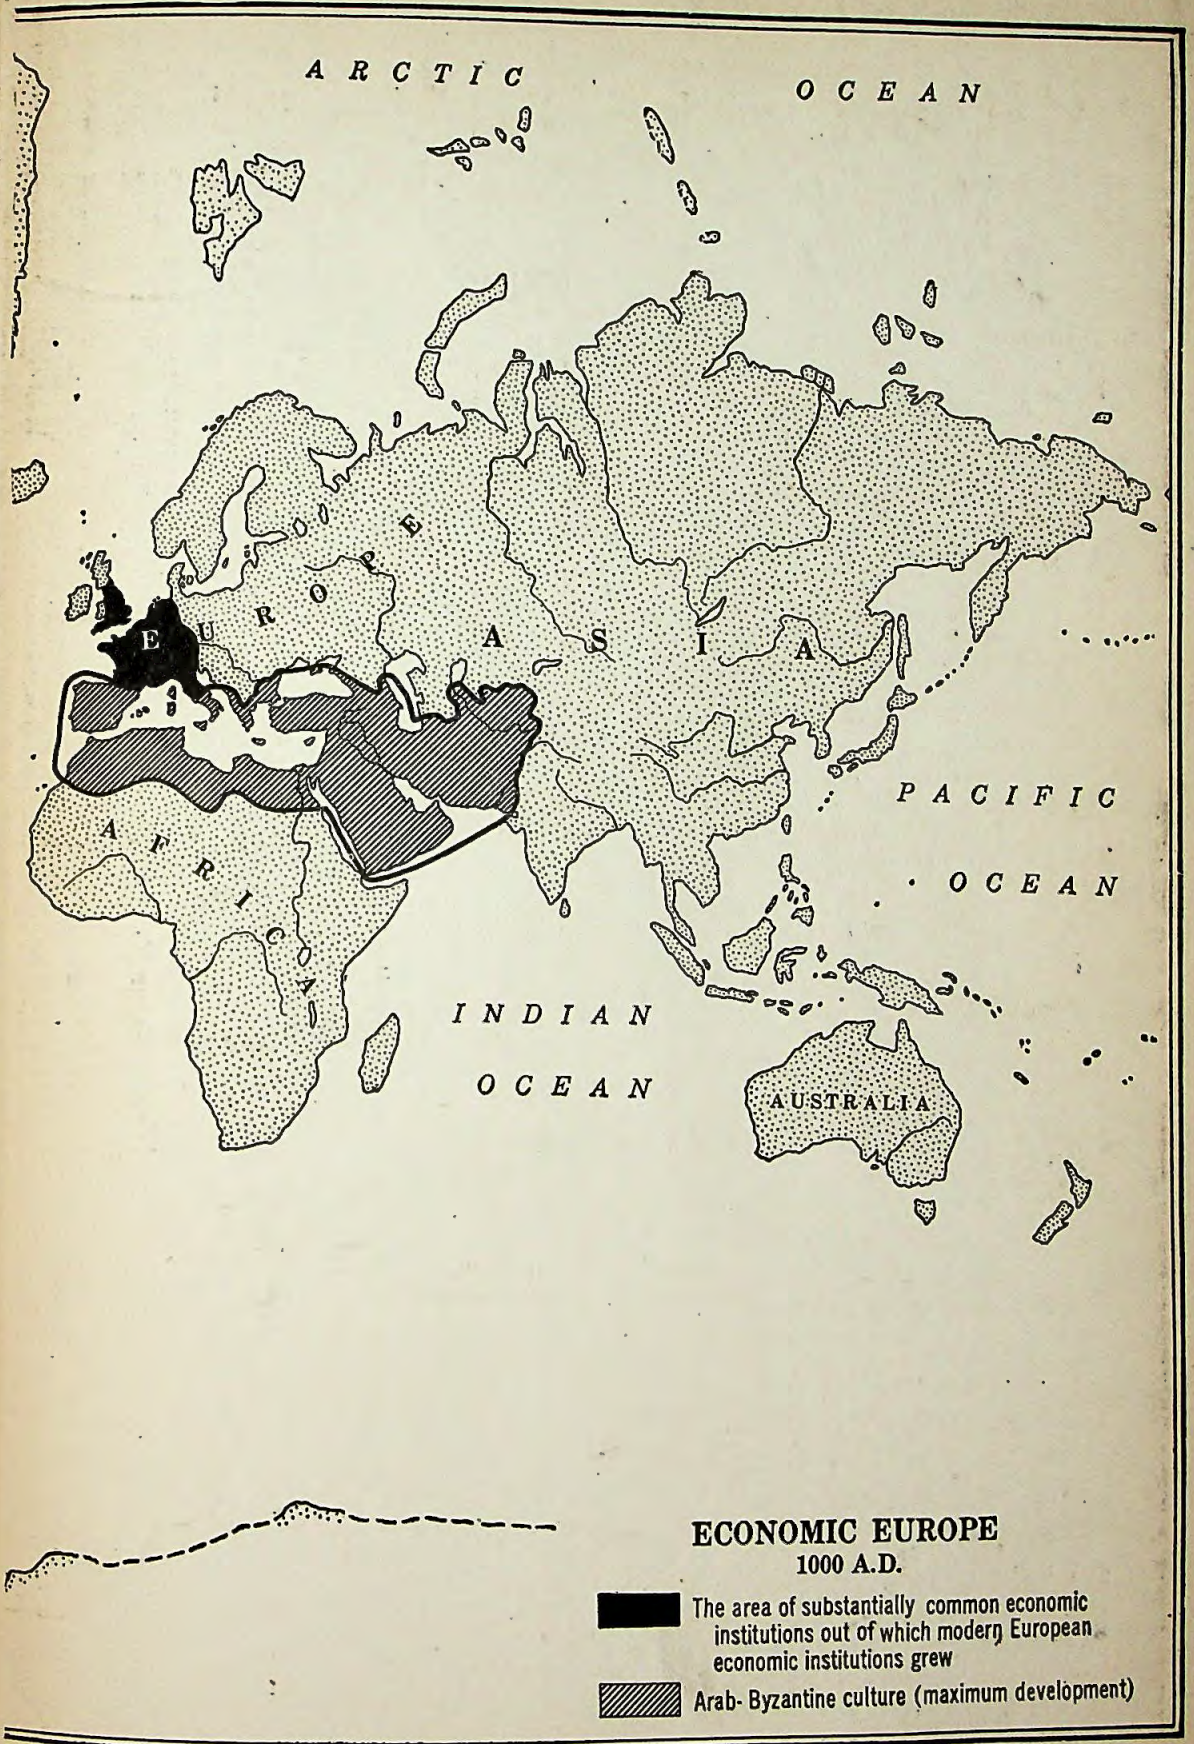 ARCTIC OCEAN
EUROPE
ASIA
AFRICA
PACIFIC
OCEAN
INDIAN
OCEAN
AUSTRALIA
ECONOMIC EUROPE
1000 A.D.
The area of substantially common economic
institutions out of which modern European
economic institutions grew
Arab-Byzantine culture (maximum development)